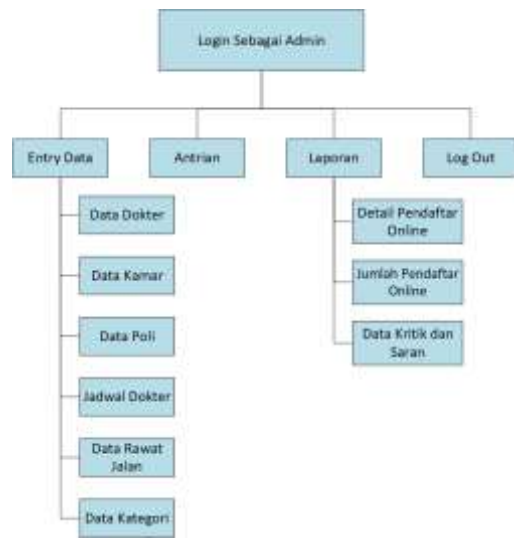 Login Sebagai Admin
Entry Data
Antrian
Laporan
Log Out
Data Dokter
Data Kamar
Data Poli
Jadwal Dokter
Data Rawat
Jalan
Data Kategori
Detail Pendaftar
Online
Jumlah Pendaftar
Online
Data Kritik dan
Saran